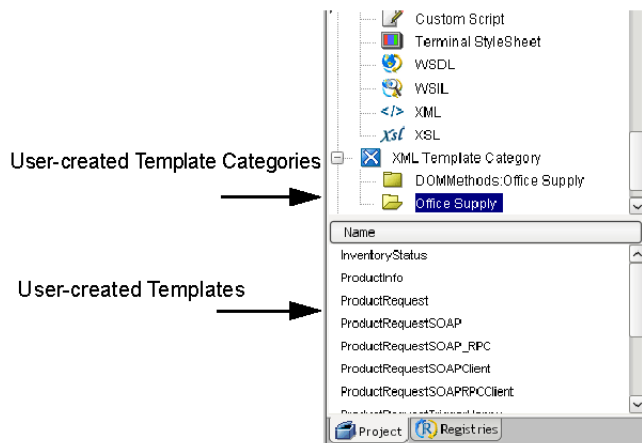 Custom Script
Terminal StyleSheet
WSDL
WSIL
</> XML
Xsl XSL
User-created Template Categories
XML Template Category
DOMMethods:Office Supply
Office Supply
Name
InventoryStatus
User-created Templates
ProductInfo
ProductRequest
ProductRequestSOAP
ProductRequestSOAP_RPC
ProductRequestSOAPClient
ProductRequestSOAPRPCClient
Project
R Registries